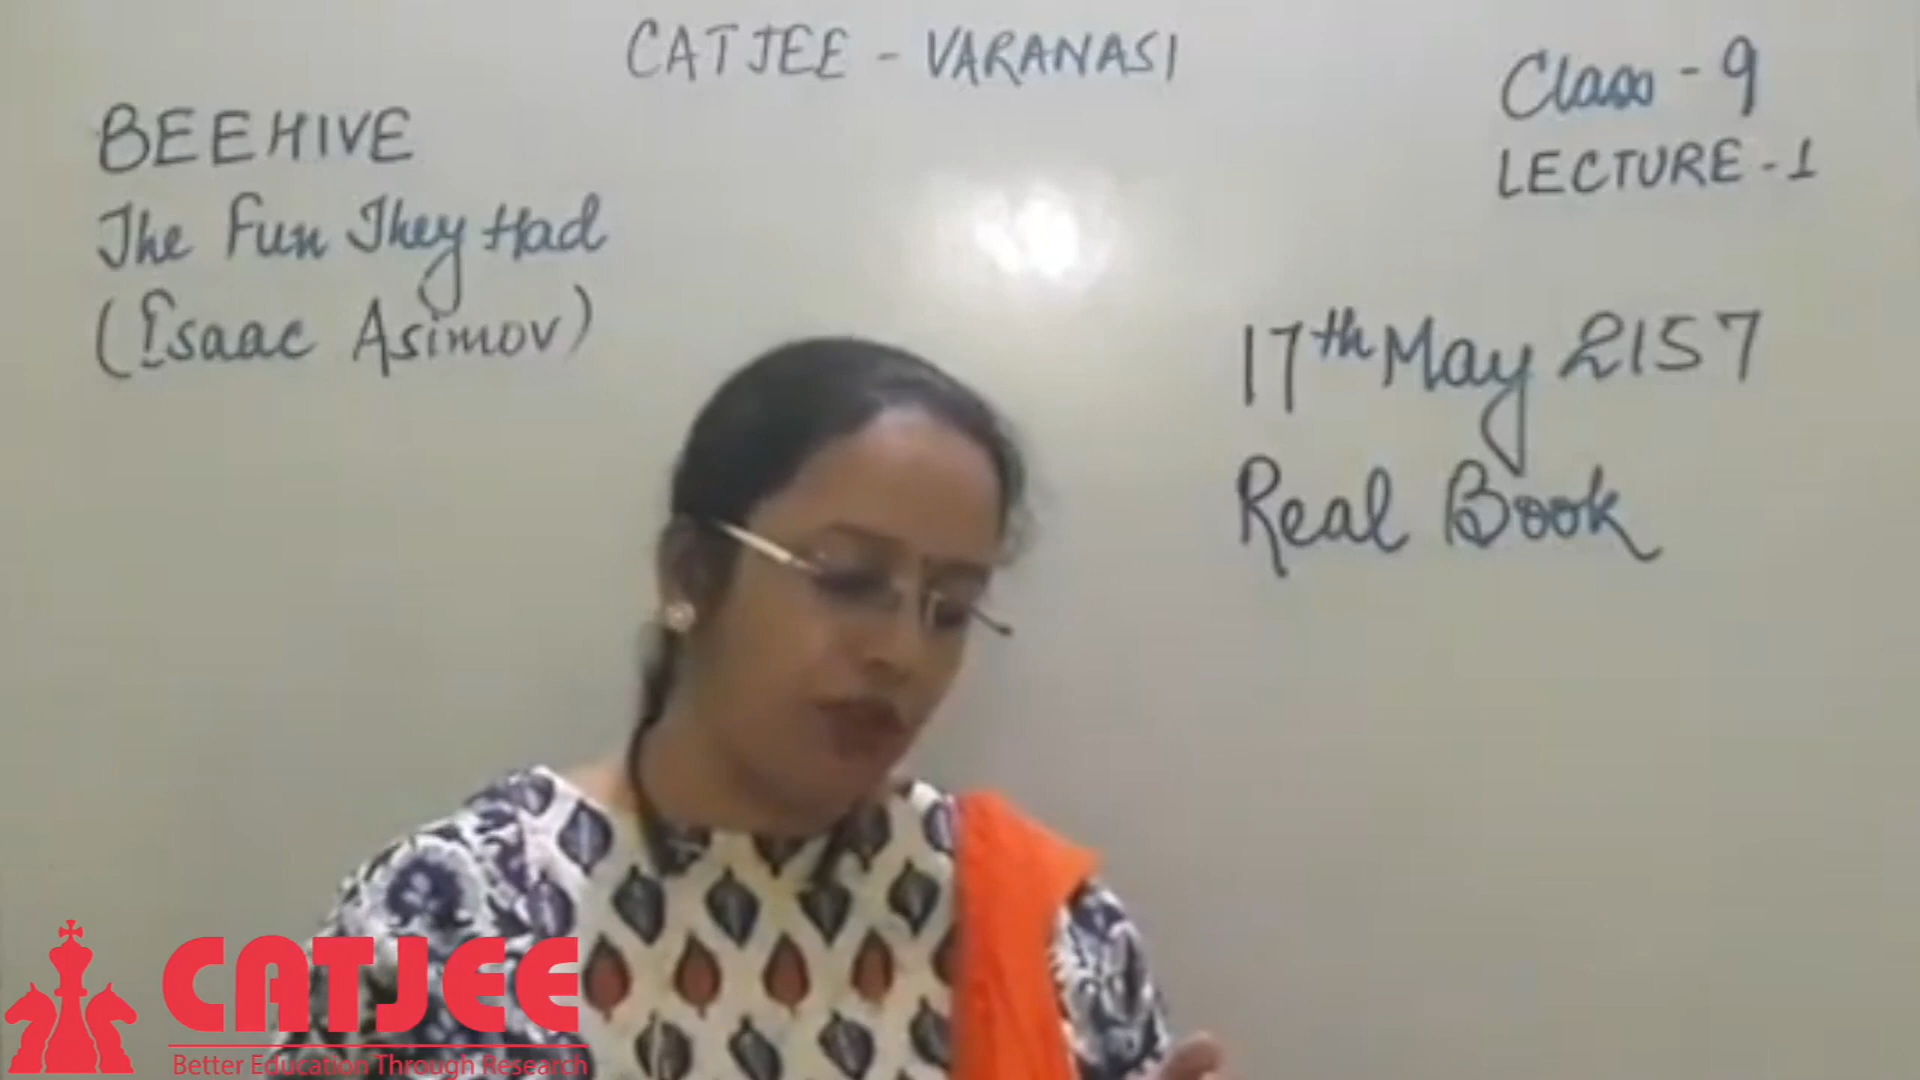 CATJEE - VARANASI
Class - 9
LECTURE - 1
BEEHIVE
The Fun They Had
(Isaac Asimov)
17th May 2157
Real Book
CATJEE
Better Education Through Research